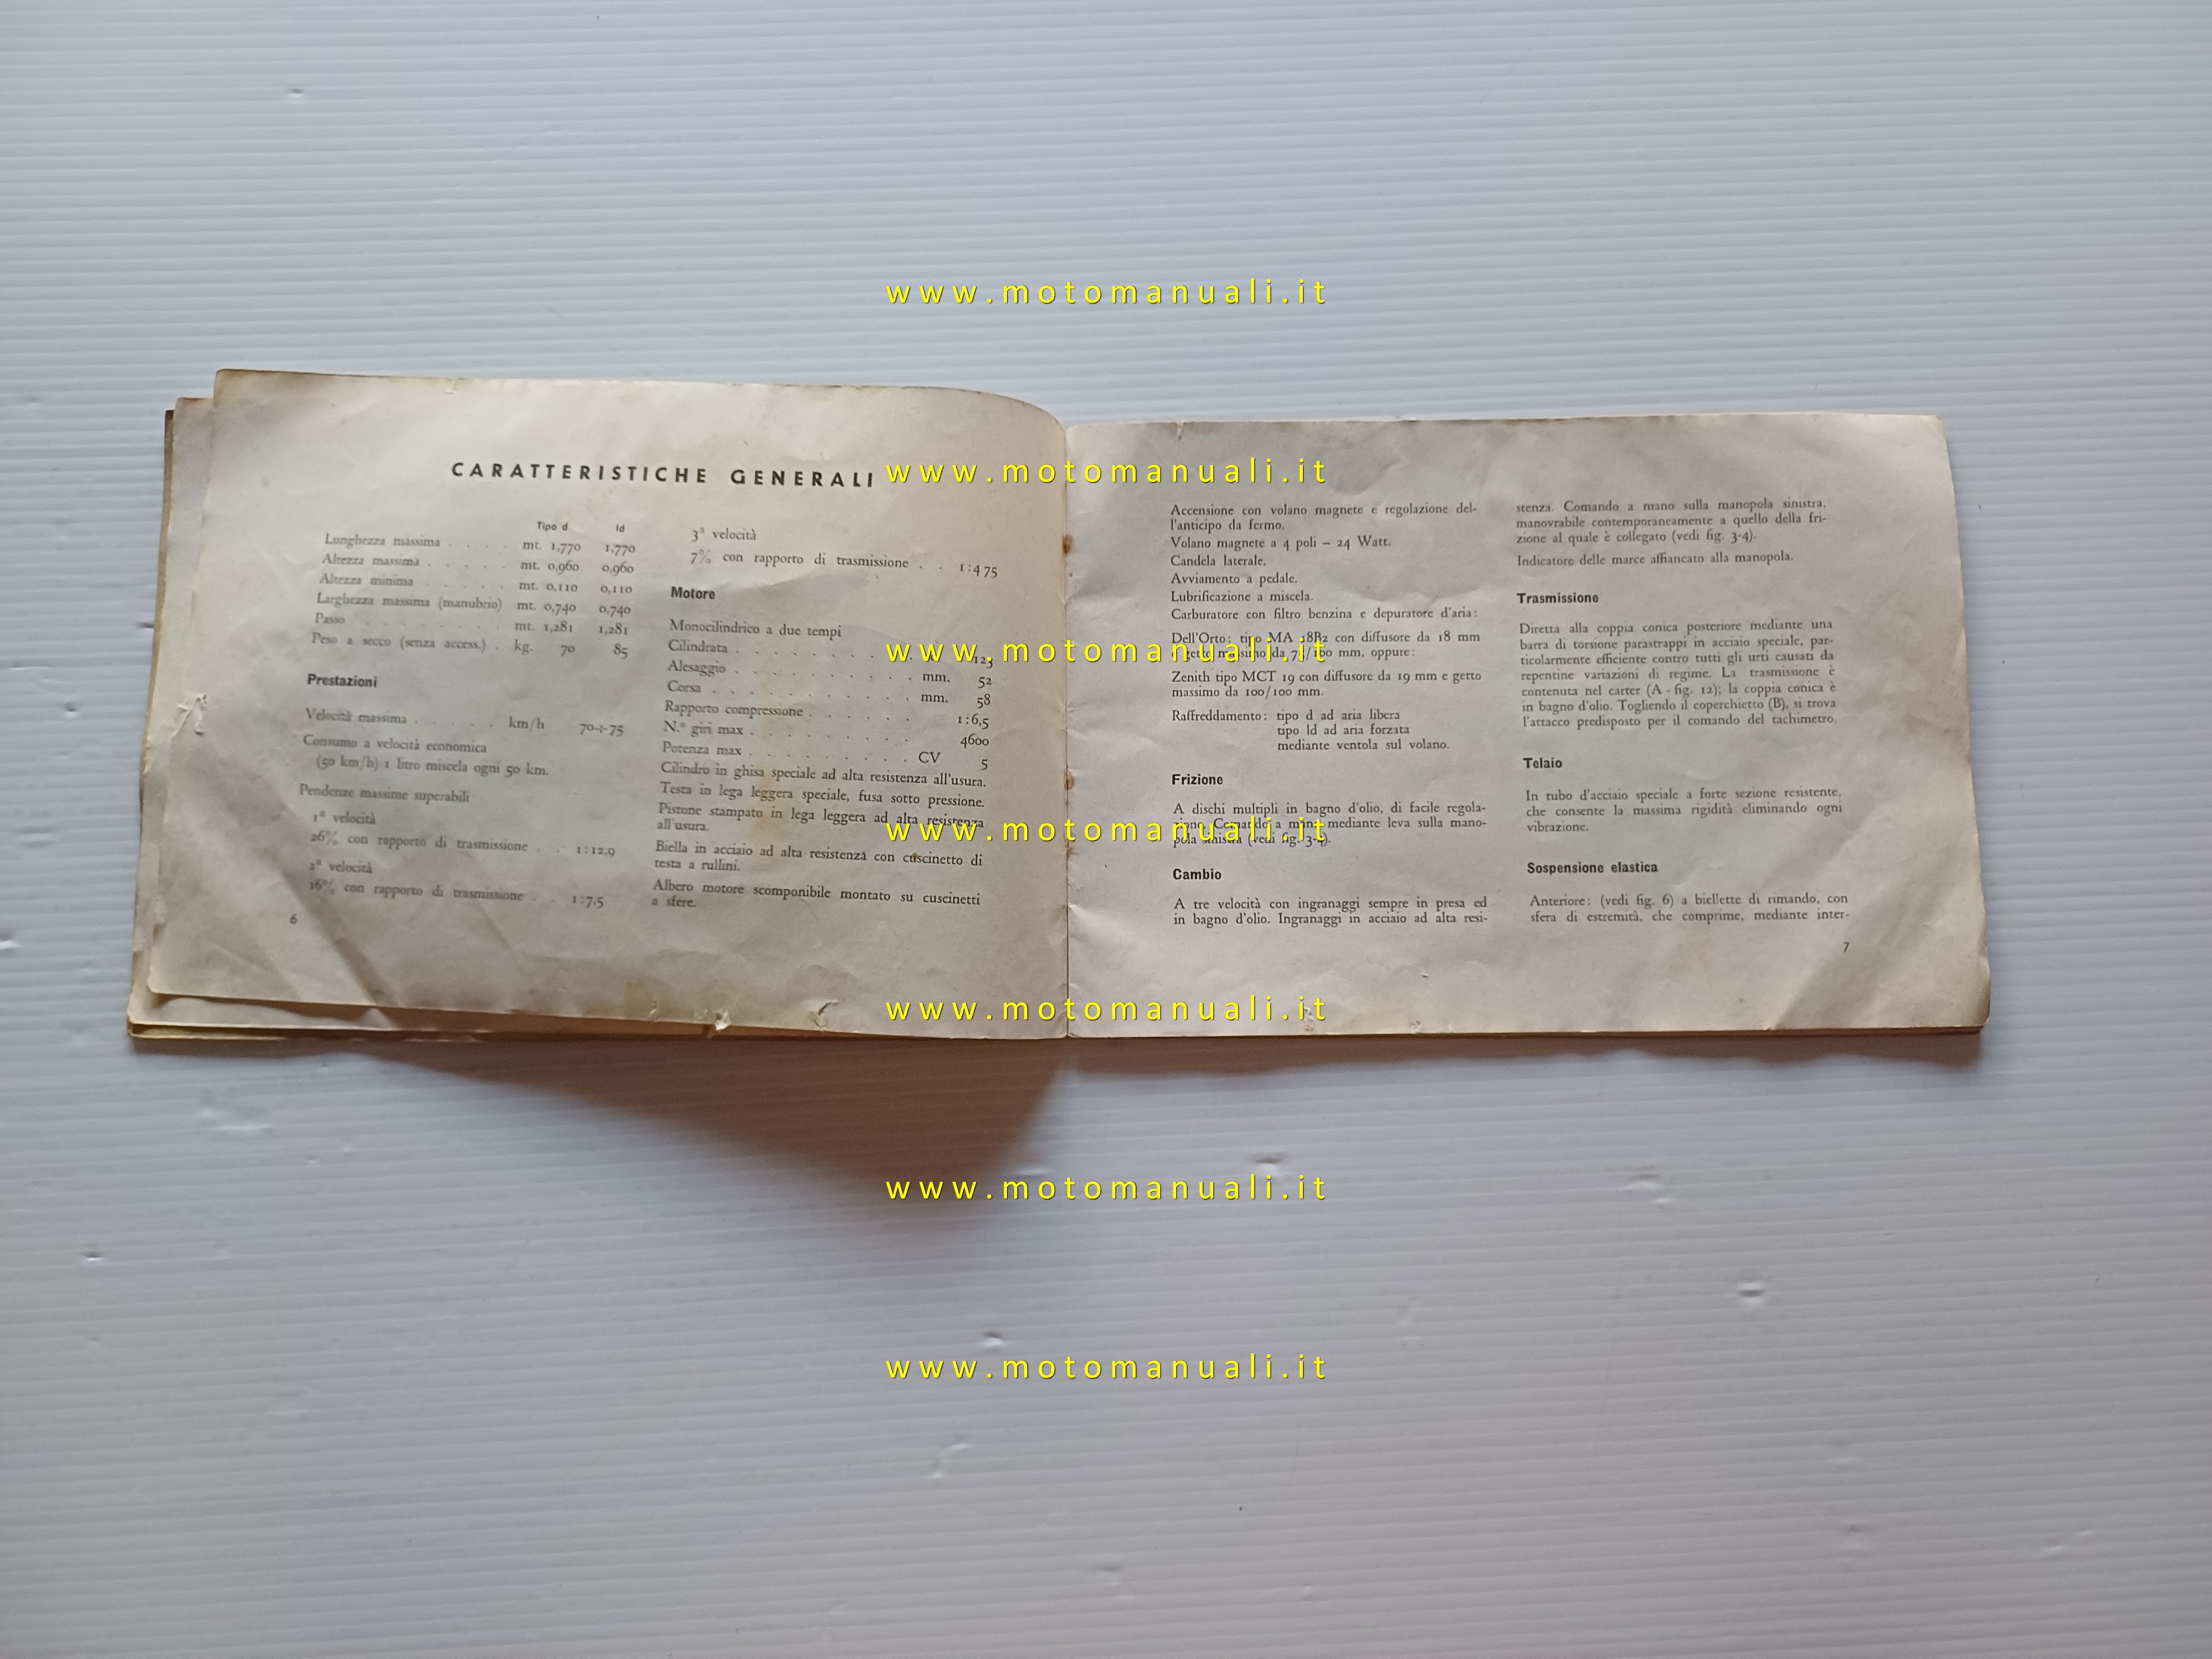 www.motomanuali.it
CARATTERISTICHE GENERALI
Tipo d ld
Lunghezza massima . . . . mt. 1,770 1,770
Altezza massima . . . . . mt. 0,960 0,960
Altezza minima . . . . . mt. 0,110 0,110
Larghezza massima (manubrio) mt. 0,740 0,740
Passo . . . . . . . mt. 1,281 1,281
Peso a secco (senza access.) . kg. 70 85
Prestazioni
Velocità massima . . . . . km/h 70÷75
Consumo a velocità economica
(50 km/h) 1 litro miscela ogni 50 km.
Pendenze massime superabili
1ª velocità
26% con rapporto di trasmissione . . 1:12,9
2ª velocità
16% con rapporto di trasmissione . . 1:7,5
6
3ª velocità
7% con rapporto di trasmissione . . 1:4 75
Motore
Monocilindrico a due tempi
Cilindrata . . . . . . . . . 123
Alesaggio . . . . . . . . . mm. 52
Corsa . . . . . . . . . . mm. 58
Rapporto compressione . . . . . . 1:6,5
N.º giri max . . . . . . . . . 4600
Potenza max . . . . . . . . CV 5
Cilindro in ghisa speciale ad alta resistenza all'usura.
Testa in lega leggera speciale, fusa sotto pressione.
Pistone stampato in lega leggera ad alta resistenza
all'usura.
Biella in acciaio ad alta resistenza con cuscinetto di
testa a rullini.
Albero motore scomponibile montato su cuscinetti
a sfere.
www.motomanuali.it
Accensione con volano magnete e regolazione del-
l'anticipo da fermo.
Volano magnete a 4 poli – 24 Watt.
Candela laterale.
Avviamento a pedale.
Lubrificazione a miscela.
Carburatore con filtro benzina e depuratore d'aria:
Dell'Orto: tipo MA 18B2 con diffusore da 18 mm
www.motomanuali.it
getto massimo da /100 mm, oppure:
Zenith tipo MCT 19 con diffusore da 19 mm e getto
massimo da 100/100 mm.
Raffreddamento: tipo d ad aria libera
tipo ld ad aria forzata
mediante ventola sul volano.
Frizione
A dischi multipli in bagno d'olio, di facile regola-
zione. Comando a mano mediante leva sulla mano-
www.motomanuali.it
pola sinistra (vedi fig. 3-4).
Cambio
A tre velocità con ingranaggi sempre in presa ed
in bagno d'olio. Ingranaggi in acciaio ad alta resi-
stenza. Comando a mano sulla manopola sinistra,
manovrabile contemporaneamente a quello della fri-
zione al quale è collegato (vedi fig. 3-4).
Indicatore delle marce affiancato alla manopola.
Trasmissione
Diretta alla coppia conica posteriore mediante una
barra di torsione parastrappi in acciaio speciale, par-
ticolarmente efficiente contro tutti gli urti causati da
repentine variazioni di regime. La trasmissione è
contenuta nel carter (A - fig. 12); la coppia conica è
in bagno d'olio. Togliendo il coperchietto (B), si trova
l'attacco predisposto per il comando del tachimetro.
Telaio
In tubo d'acciaio speciale a forte sezione resistente,
che consente la massima rigidità eliminando ogni
vibrazione.
Sospensione elastica
Anteriore: (vedi fig. 6) a biellette di rimando, con
sfera di estremità, che comprime, mediante inter-
7
www.motomanuali.it
www.motomanuali.it
www.motomanuali.it